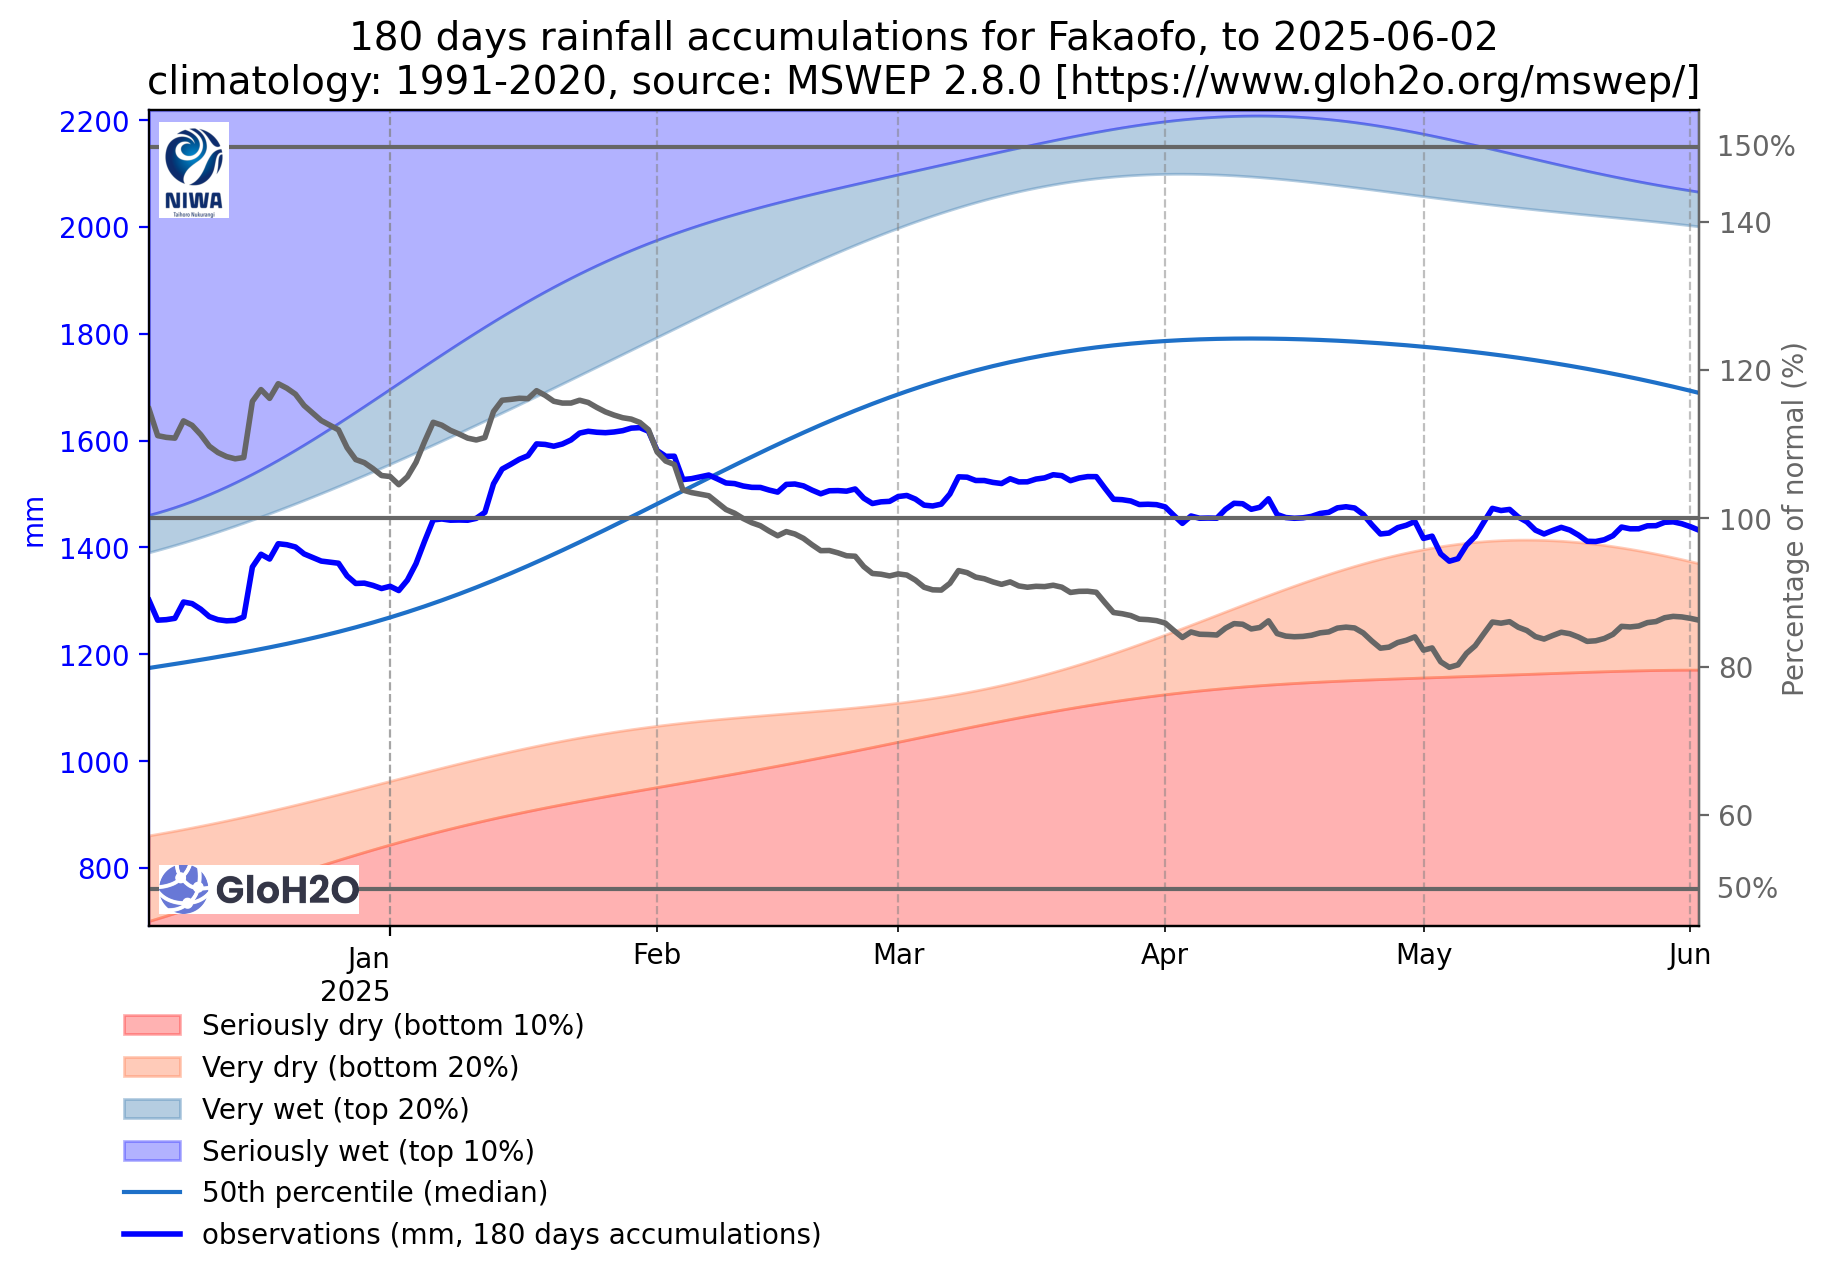 180 days rainfall accumulations for Fakaofo, to 2025-06-02
climatology: 1991-2020, source: MSWEP 2.8.0 [https://www.gloh2o.org/mswep/]
2200
2000
1800
1600
1400
1200
1000
800
mm
NIWA
Taihoro Nukurangi
GloH2O
150%
140
120
100
80
60
50%
Percentage of normal (%)
Jan
2025
Feb
Mar
Apr
May
Jun
Seriously dry (bottom 10%)
Very dry (bottom 20%)
Very wet (top 20%)
Seriously wet (top 10%)
50th percentile (median)
observations (mm, 180 days accumulations)